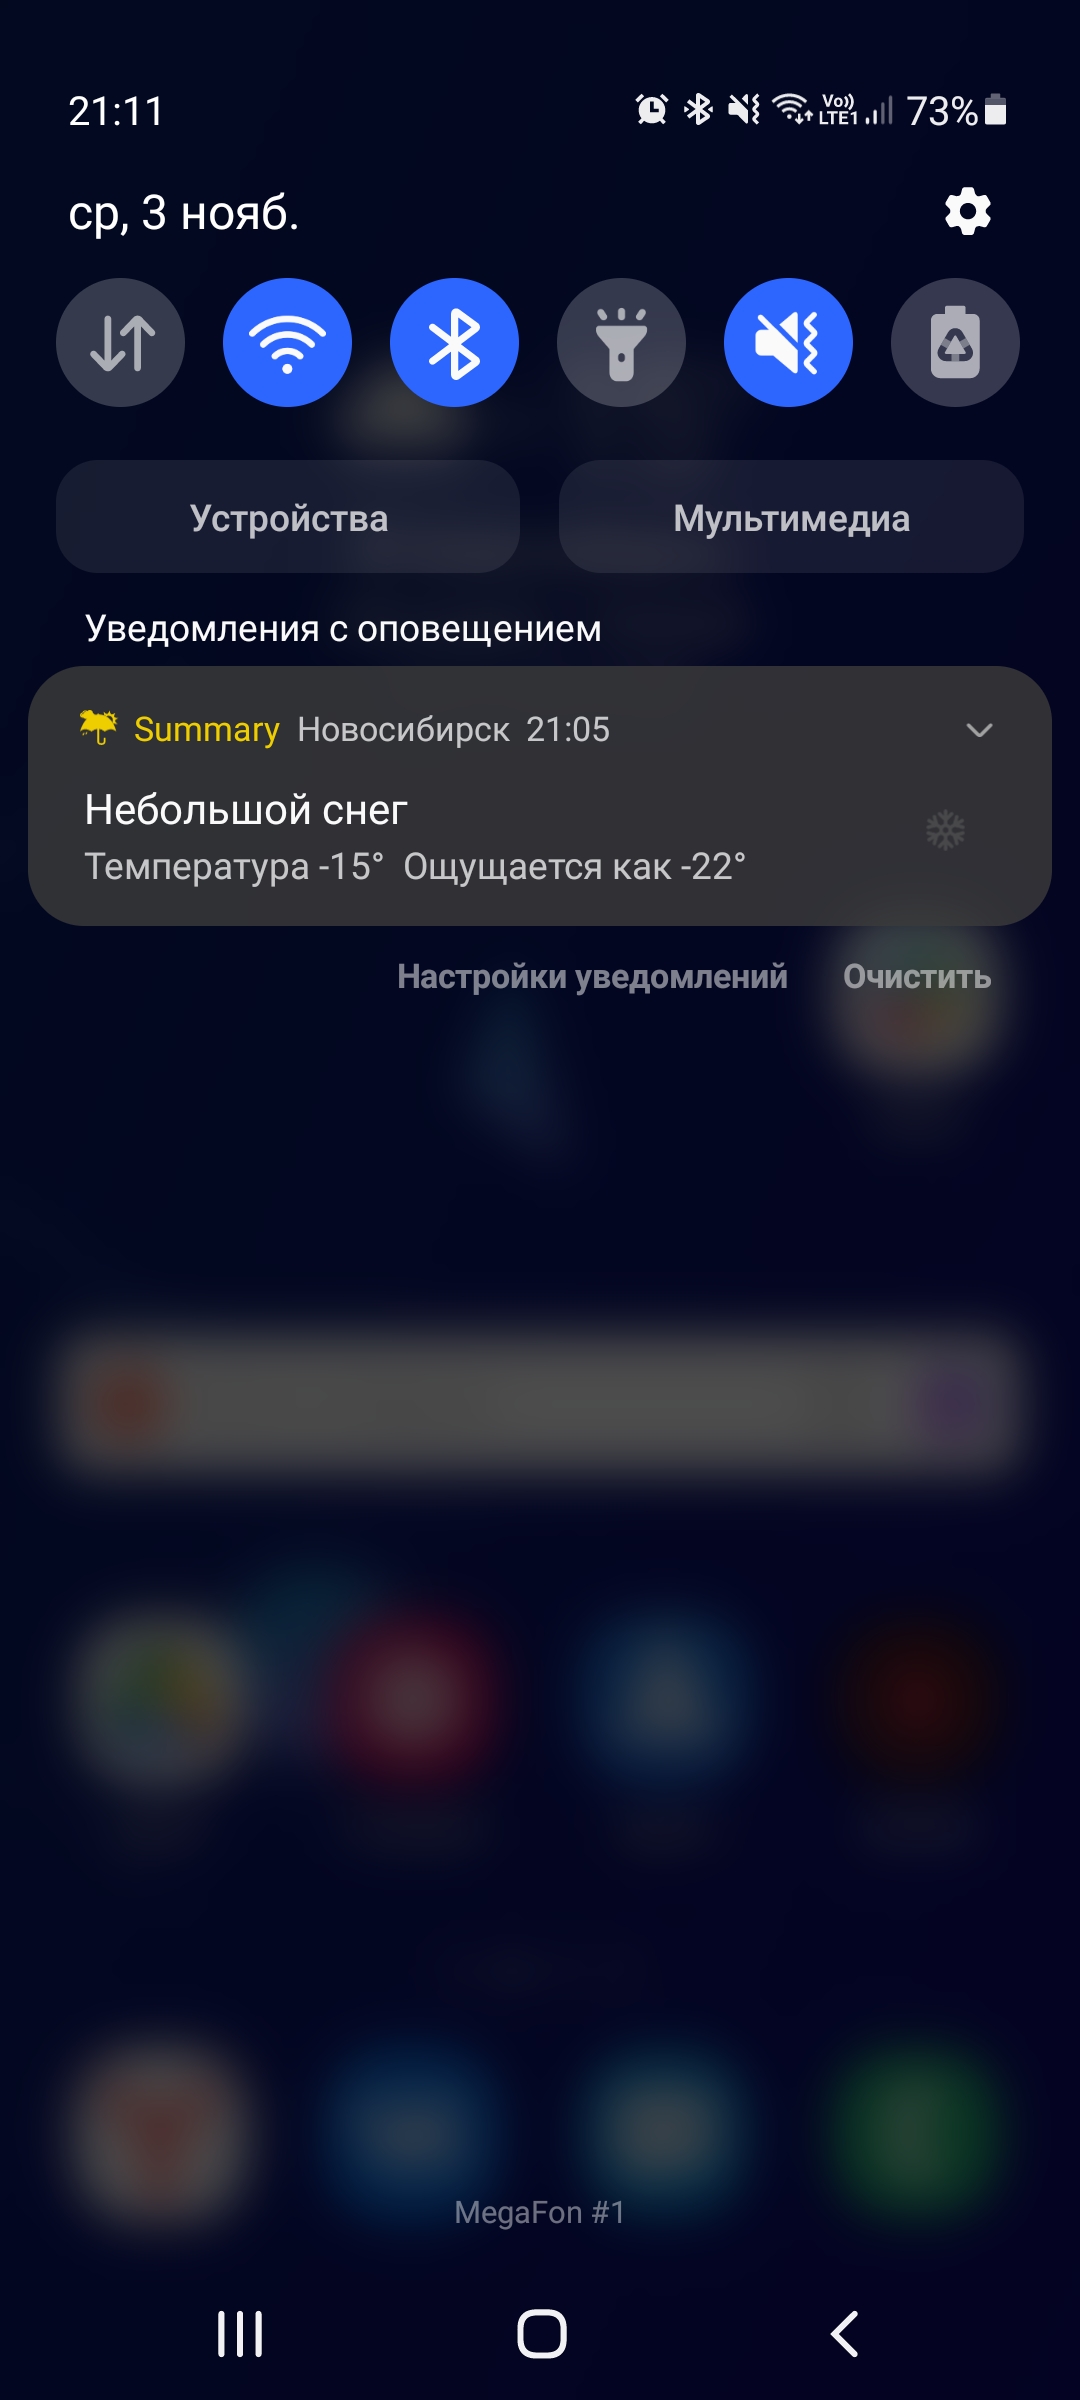 21:11
Vo)) LTE1 73%
ср, 3 нояб.
Устройства
Мультимедиа
Уведомления с оповещением
Summary Новосибирск 21:05
Небольшой снег
Температура -15° Ощущается как -22°
Настройки уведомлений
Очистить
MegaFon #1